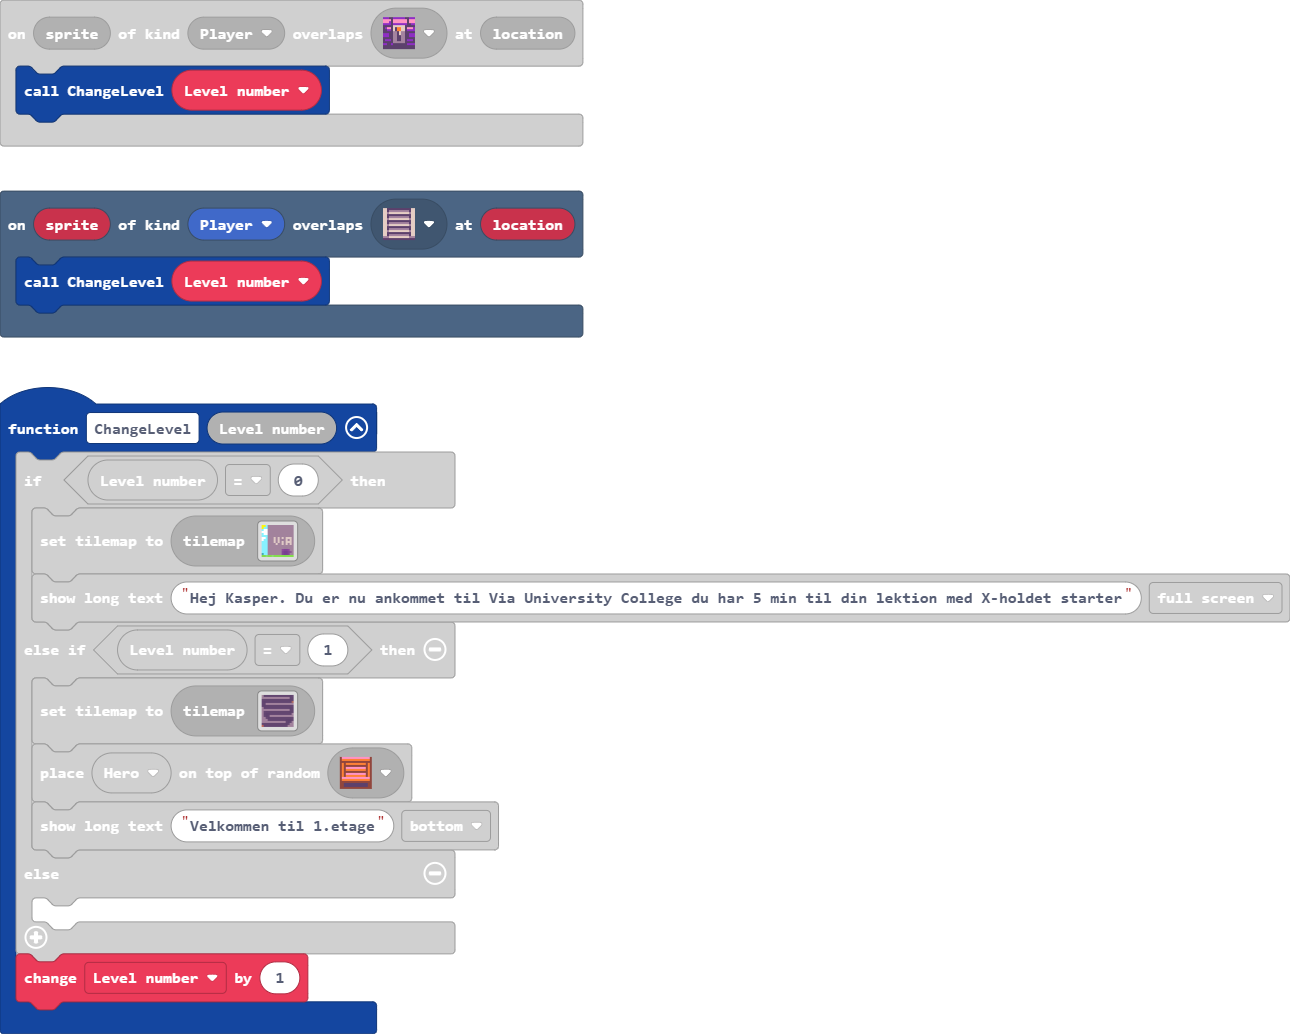 on sprite of kind Player overlaps at location
call ChangeLevel Level number
on sprite of kind Player overlaps at location
call ChangeLevel Level number
function ChangeLevel Level number
if Level number = 0 then
set tilemap to tilemap ViA
show long text "Hej Kasper. Du er nu ankommet til Via University College du har 5 min til din lektion med X-holdet starter" full screen
else if Level number = 1 then
set tilemap to tilemap
place Hero on top of random
show long text "Velkommen til 1.etage" bottom
else
change Level number by 1